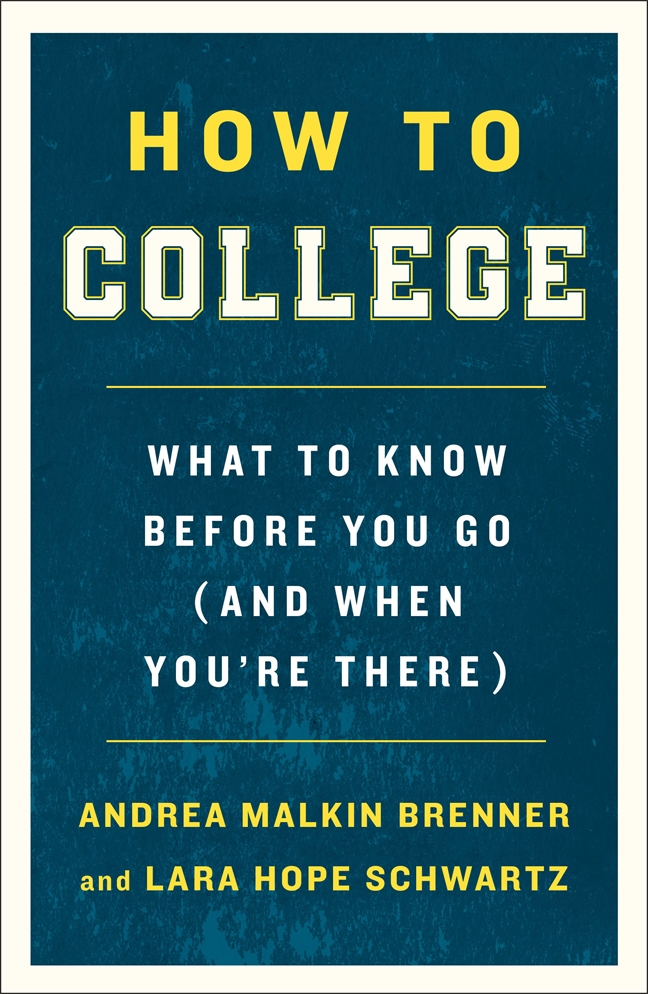 HOW TO
COLLEGE
WHAT TO KNOW
BEFORE YOU GO
(AND WHEN
YOU'RE THERE)
ANDREA MALKIN BRENNER
and LARA HOPE SCHWARTZ